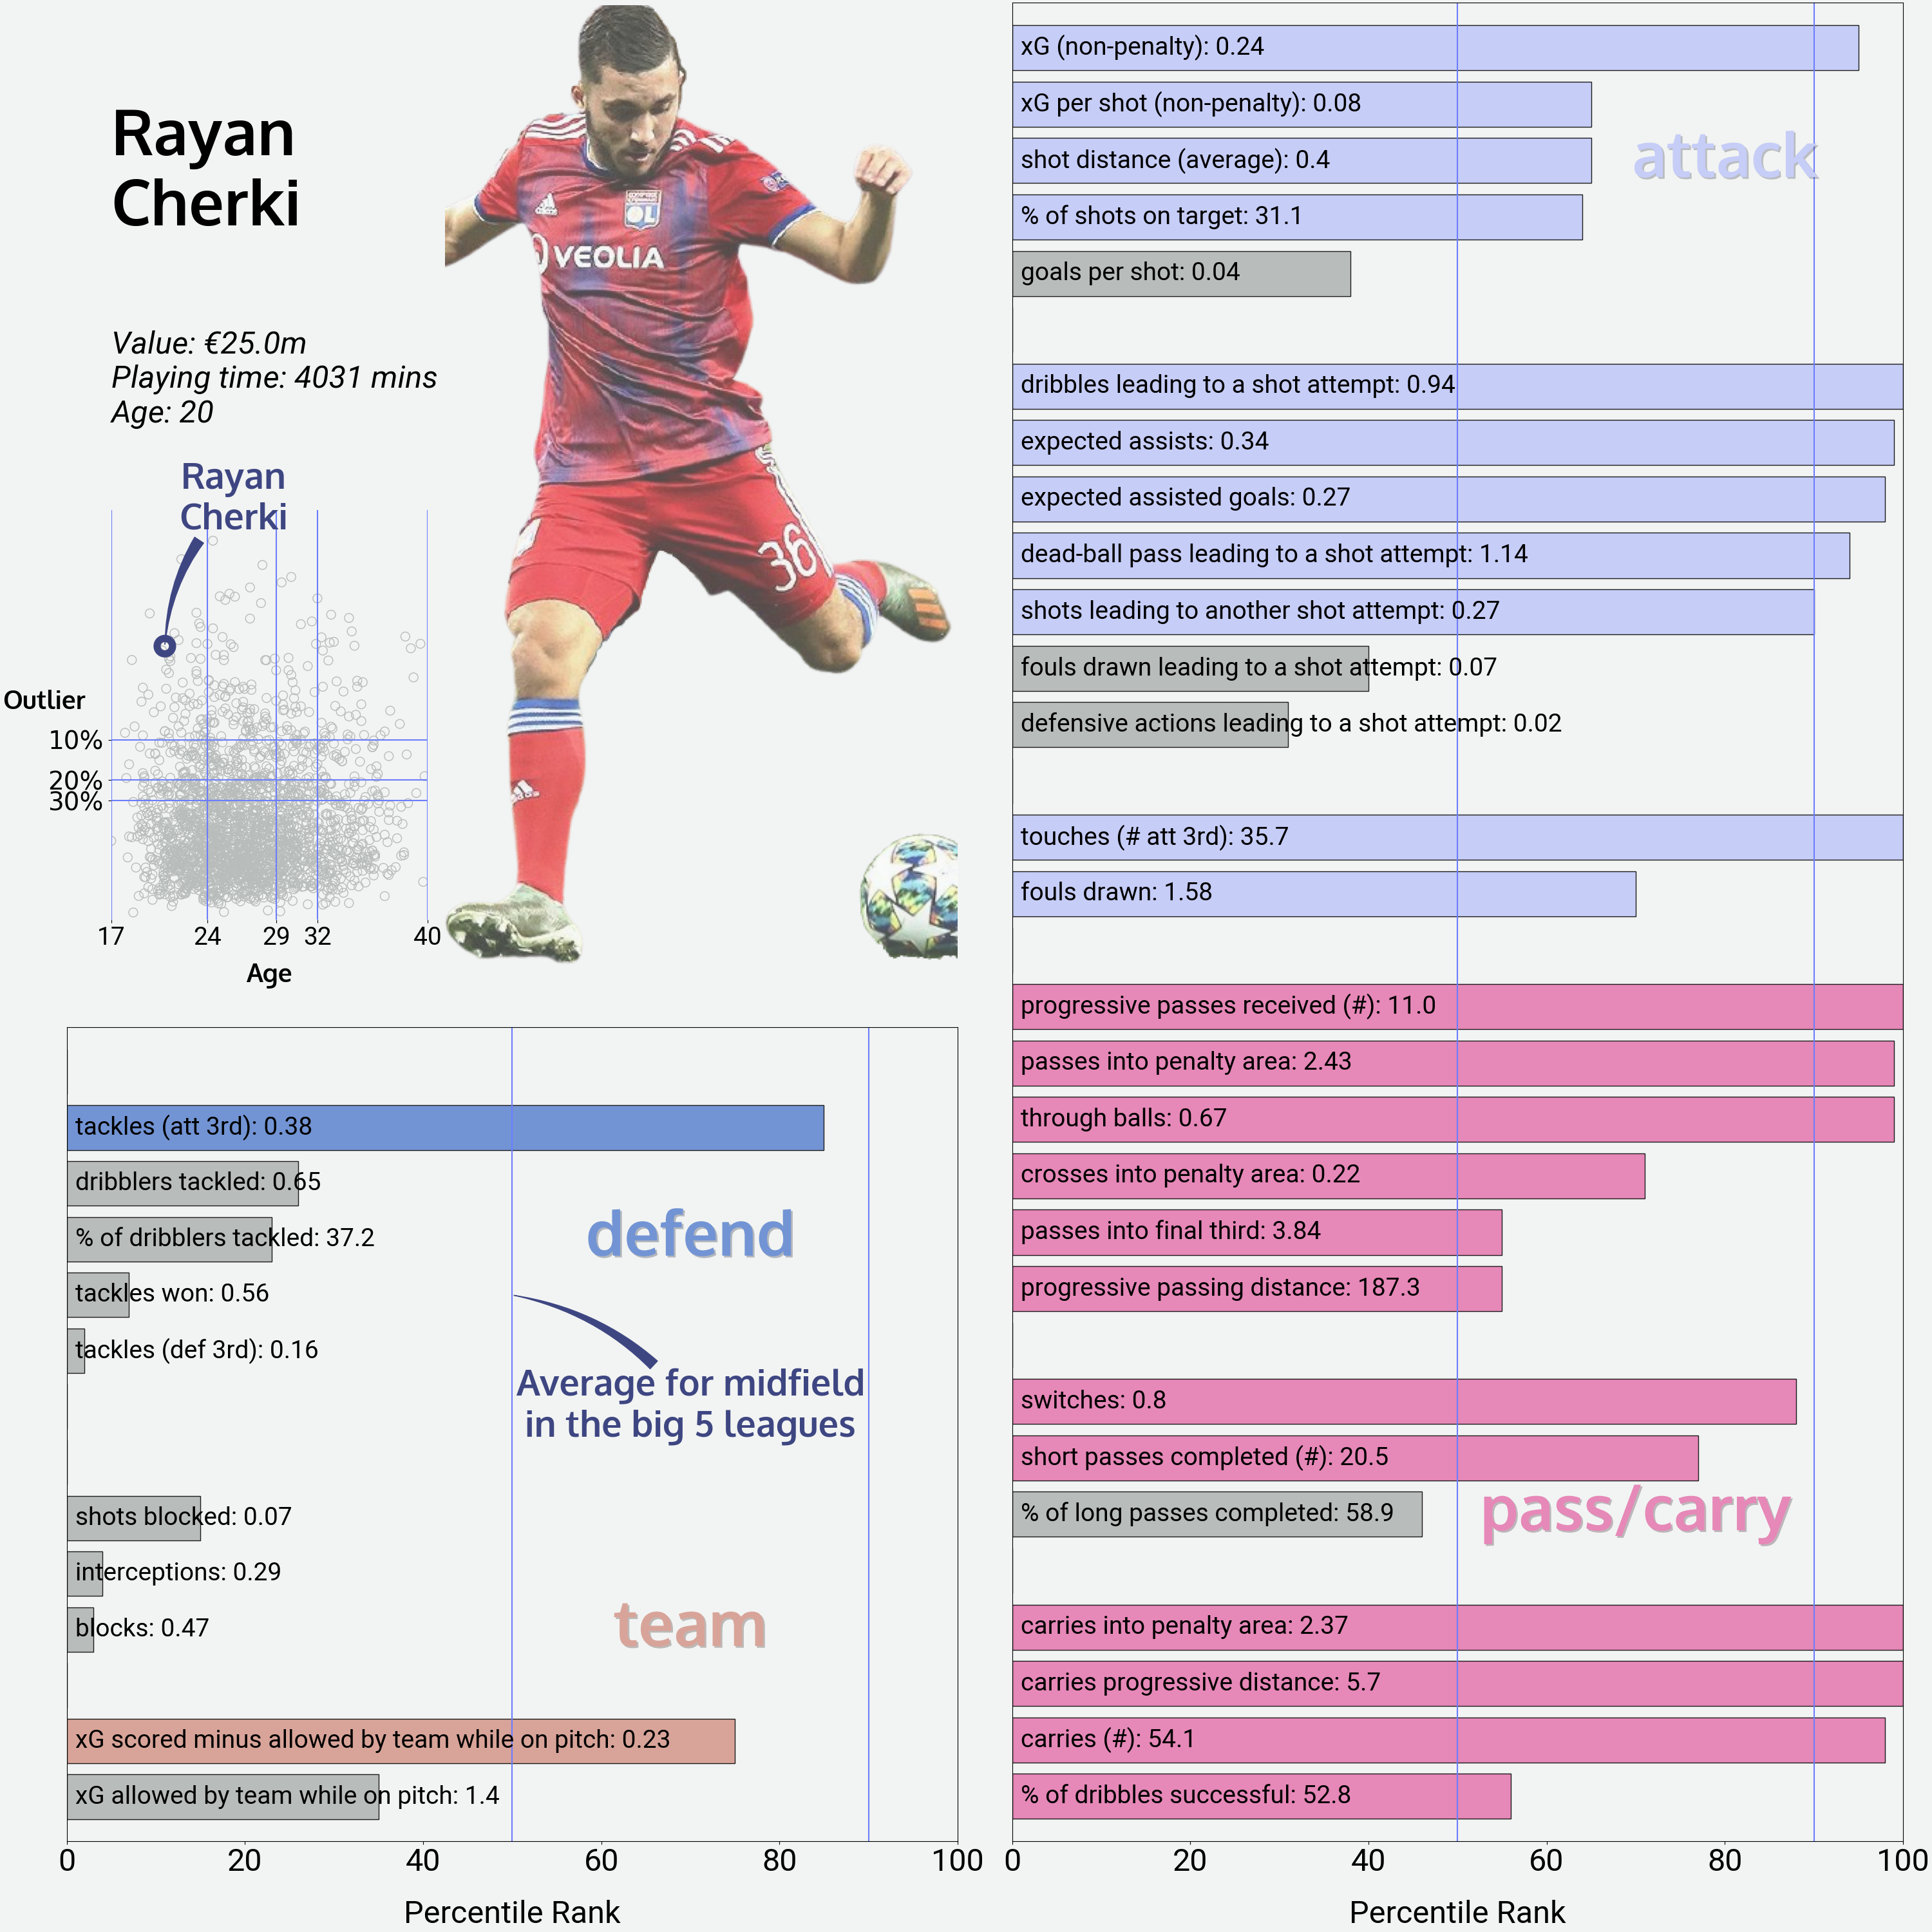 Rayan
Cherki
Value: €25.0m
Playing time: 4031 mins
Age: 20
Rayan
Cherki
Outlier
10%
20%
30%
17 24 29 32 40
Age
adidas
OL
VEOLIA
36
tackles (att 3rd): 0.38
dribblers tackled: 0.65
% of dribblers tackled: 37.2
tackles won: 0.56
tackles (def 3rd): 0.16
defend
Average for midfield
in the big 5 leagues
shots blocked: 0.07
interceptions: 0.29
blocks: 0.47
team
xG scored minus allowed by team while on pitch: 0.23
xG allowed by team while on pitch: 1.4
0 20 40 60 80 100
Percentile Rank
xG (non-penalty): 0.24
xG per shot (non-penalty): 0.08
shot distance (average): 0.4
% of shots on target: 31.1
goals per shot: 0.04
attack
dribbles leading to a shot attempt: 0.94
expected assists: 0.34
expected assisted goals: 0.27
dead-ball pass leading to a shot attempt: 1.14
shots leading to another shot attempt: 0.27
fouls drawn leading to a shot attempt: 0.07
defensive actions leading to a shot attempt: 0.02
touches (# att 3rd): 35.7
fouls drawn: 1.58
progressive passes received (#): 11.0
passes into penalty area: 2.43
through balls: 0.67
crosses into penalty area: 0.22
passes into final third: 3.84
progressive passing distance: 187.3
switches: 0.8
short passes completed (#): 20.5
% of long passes completed: 58.9
pass/carry
carries into penalty area: 2.37
carries progressive distance: 5.7
carries (#): 54.1
% of dribbles successful: 52.8
0 20 40 60 80 100
Percentile Rank